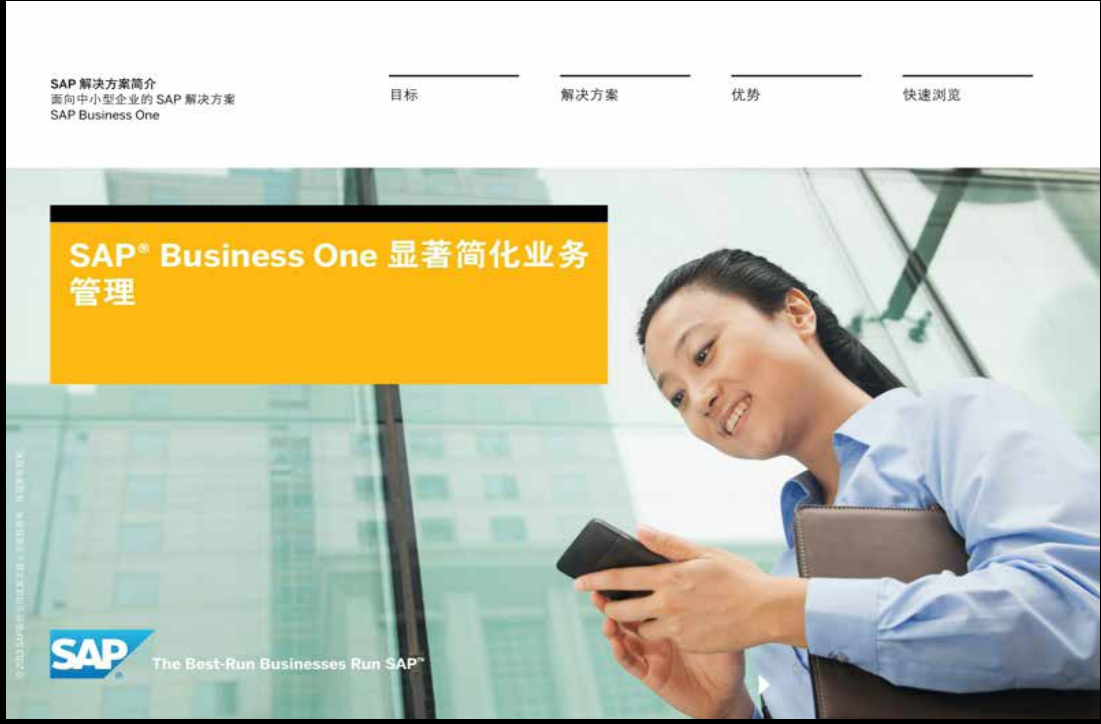 SAP 解决方案简介
面向中小型企业的 SAP 解决方案
SAP Business One
目标
解决方案
优势
快速浏览
SAP® Business One 显著简化业务
管理
SAP
The Best-Run Businesses Run SAP™